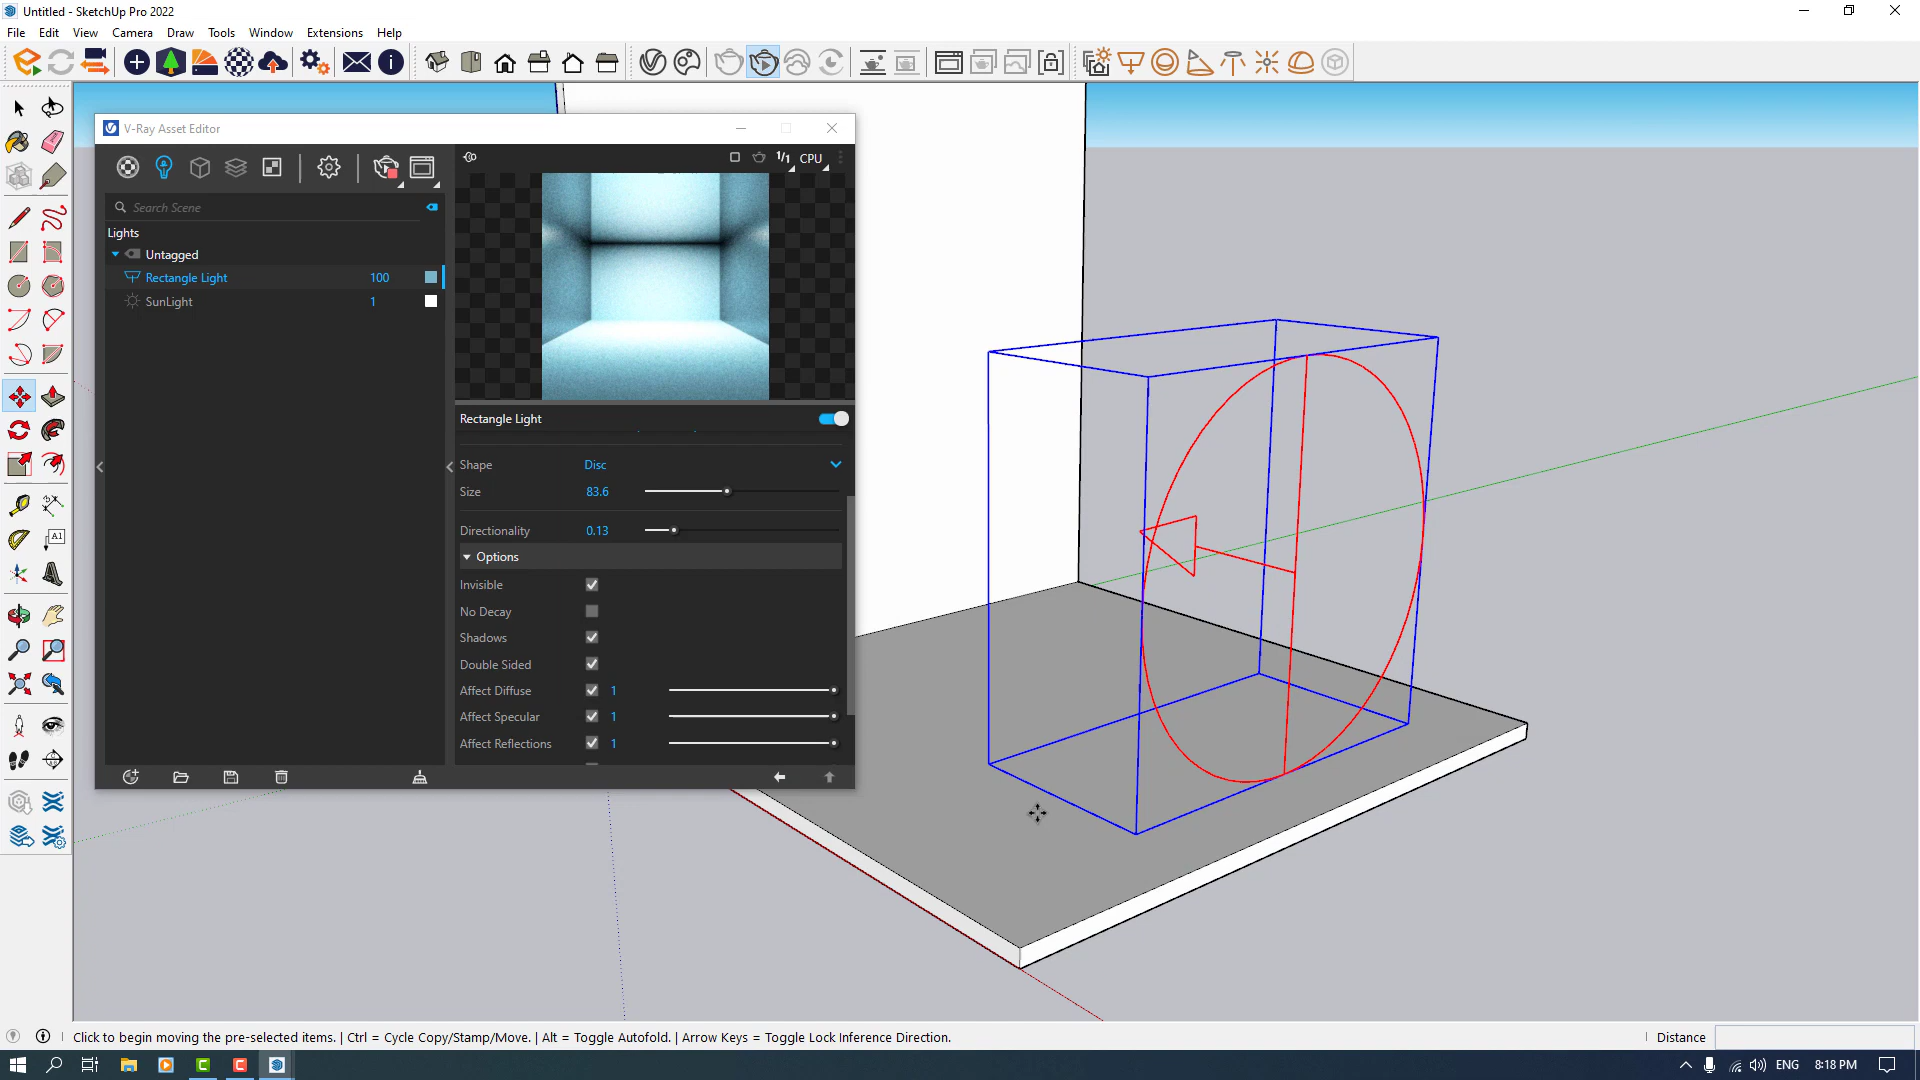 Untitled - SketchUp Pro 2022
File Edit View Camera Draw Tools Window Extensions Help
V-Ray Asset Editor
1/1 CPU
Search Scene
Lights
Untagged
Rectangle Light 100
SunLight 1
Rectangle Light
Shape Disc
Size 83.6
Directionality 0.13
Options
Invisible
No Decay
Shadows
Double Sided
Affect Diffuse 1
Affect Specular 1
Affect Reflections 1
A1
Click to begin moving the pre-selected items. | Ctrl = Cycle Copy/Stamp/Move. | Alt = Toggle Autofold. | Arrow Keys = Toggle Lock Inference Direction.
Distance
ENG 8:18 PM